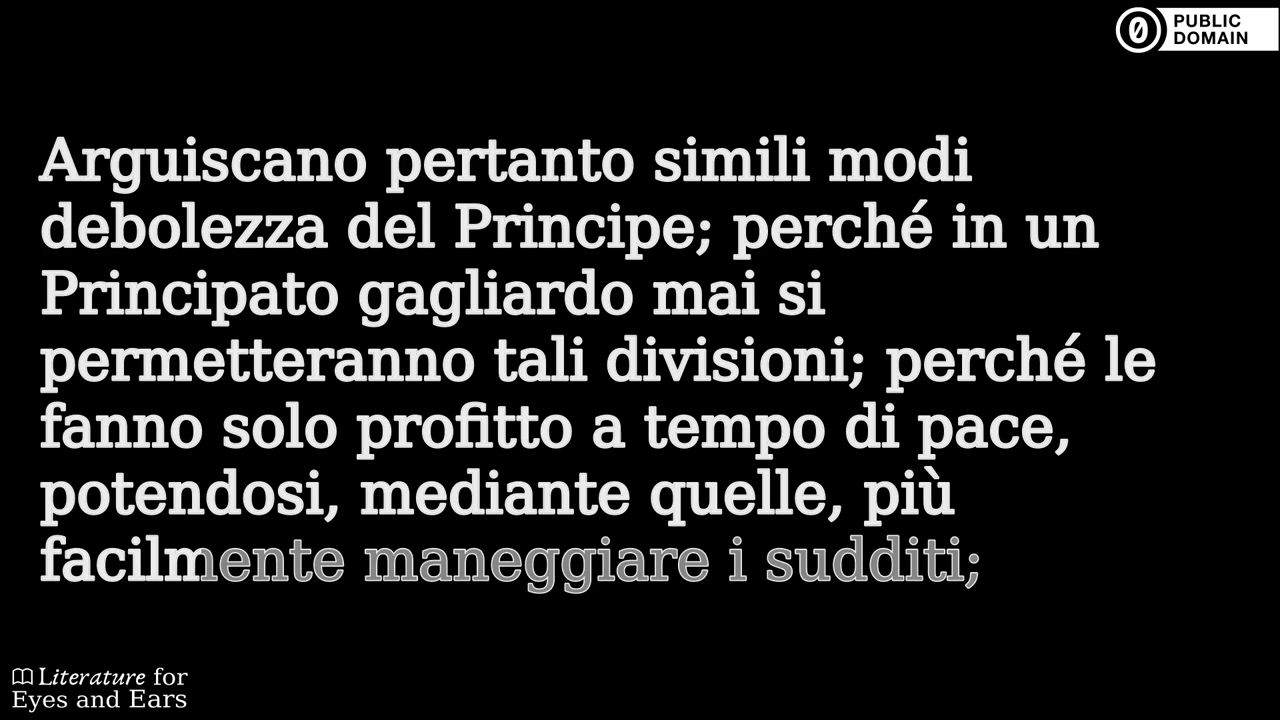 PUBLIC
DOMAIN
Arguiscano pertanto simili modi
debolezza del Principe; perché in un
Principato gagliardo mai si
permetteranno tali divisioni; perché le
fanno solo profitto a tempo di pace,
potendosi, mediante quelle, più
facilmente maneggiare i sudditi;
Literature for
Eyes and Ears